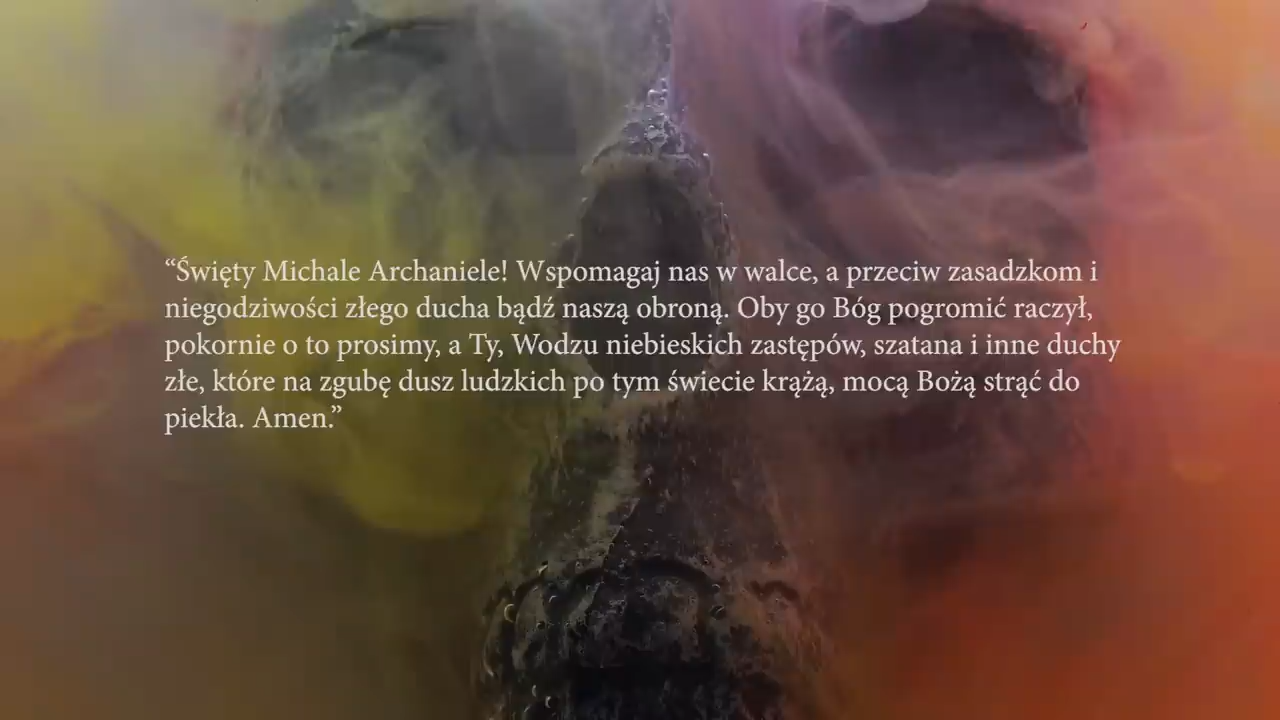 “Święty Michale Archaniele! Wspomagaj nas w walce, a przeciw zasadzkom i
niegodziwości złego ducha bądź naszą obroną. Oby go Bóg pogromić raczył,
pokornie o to prosimy, a Ty, Wodzu niebieskich zastępów, szatana i inne duchy
złe, które na zgubę dusz ludzkich po tym świecie krążą, mocą Bożą strąć do
piekła. Amen.”